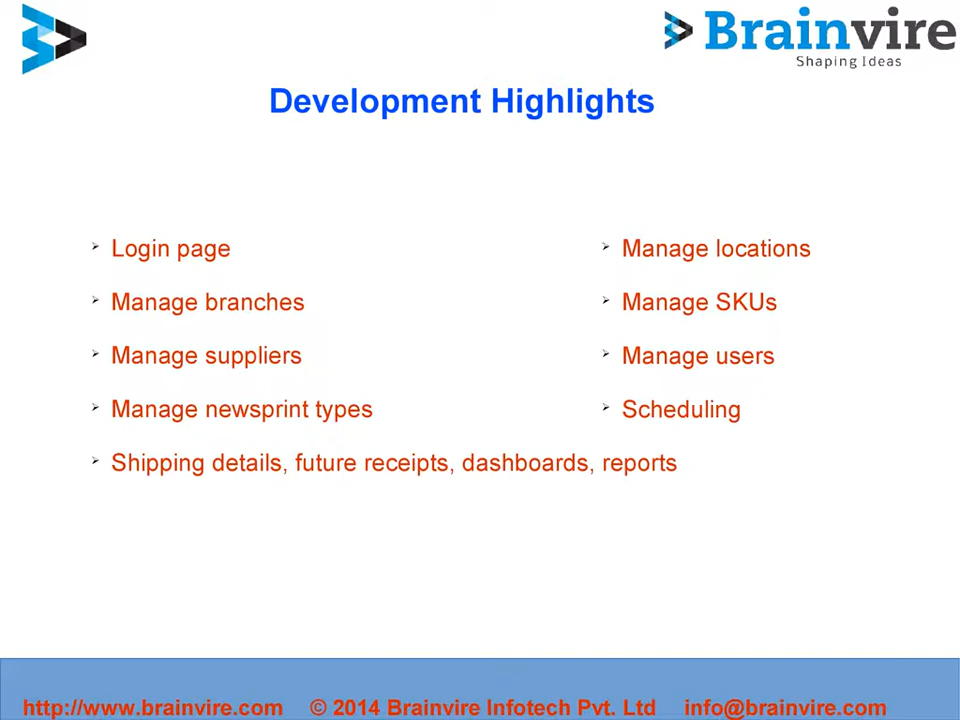 Brainvire
Shaping Ideas
Development Highlights
Login page
Manage branches
Manage suppliers
Manage newsprint types
Shipping details, future receipts, dashboards, reports
Manage locations
Manage SKUs
Manage users
Scheduling
http://www.brainvire.com © 2014 Brainvire Infotech Pvt. Ltd info@brainvire.com